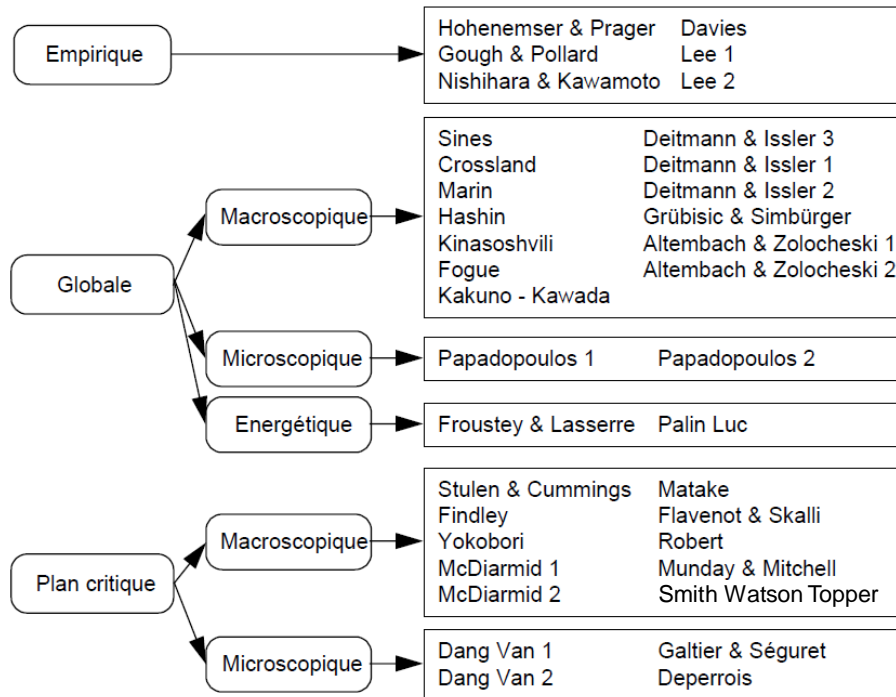 Empirique
Hohenemser & Prager Davies
Gough & Pollard Lee 1
Nishihara & Kawamoto Lee 2
Globale
Macroscopique
Sines Deitmann & Issler 3
Crossland Deitmann & Issler 1
Marin Deitmann & Issler 2
Hashin Grübisic & Simbürger
Kinasoshvili Altembach & Zolocheski 1
Fogue Altembach & Zolocheski 2
Kakuno - Kawada
Microscopique
Papadopoulos 1 Papadopoulos 2
Energétique
Froustey & Lasserre Palin Luc
Plan critique
Macroscopique
Stulen & Cummings Matake
Findley Flavenot & Skalli
Yokobori Robert
McDiarmid 1 Munday & Mitchell
McDiarmid 2 Smith Watson Topper
Microscopique
Dang Van 1 Galtier & Séguret
Dang Van 2 Deperrois